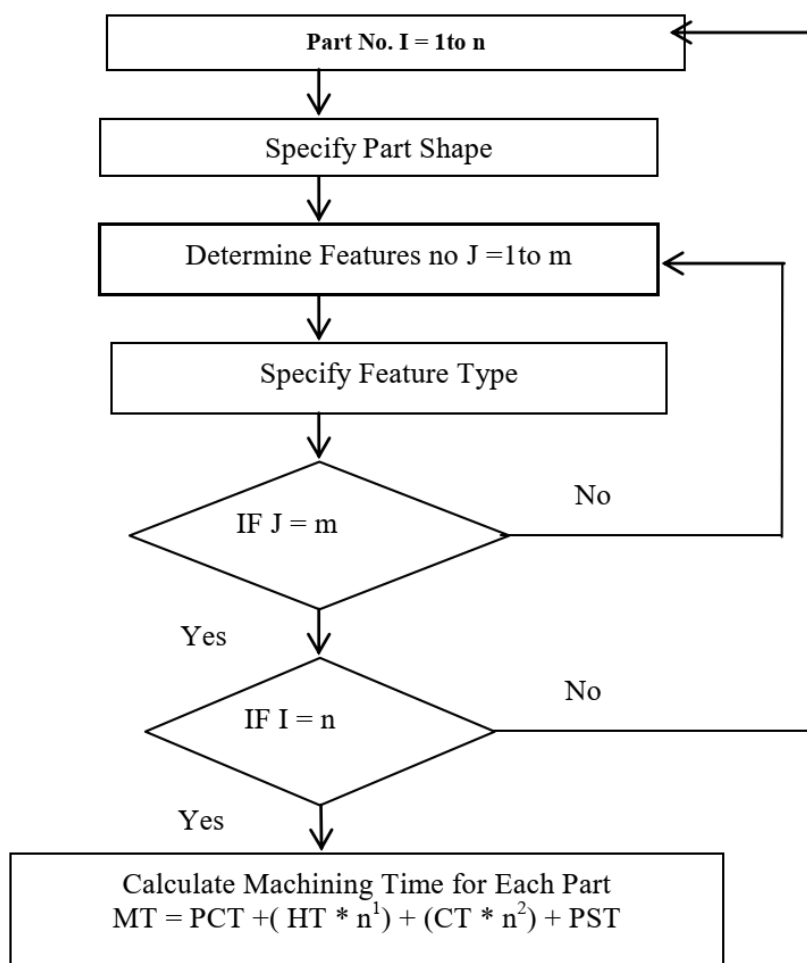 Part No. I = 1to n
Specify Part Shape
Determine Features no J =1to m
Specify Feature Type
IF J = m
No
Yes
IF I = n
No
Yes
Calculate Machining Time for Each Part
MT = PCT +( HT * n¹) + (CT * n²) + PST